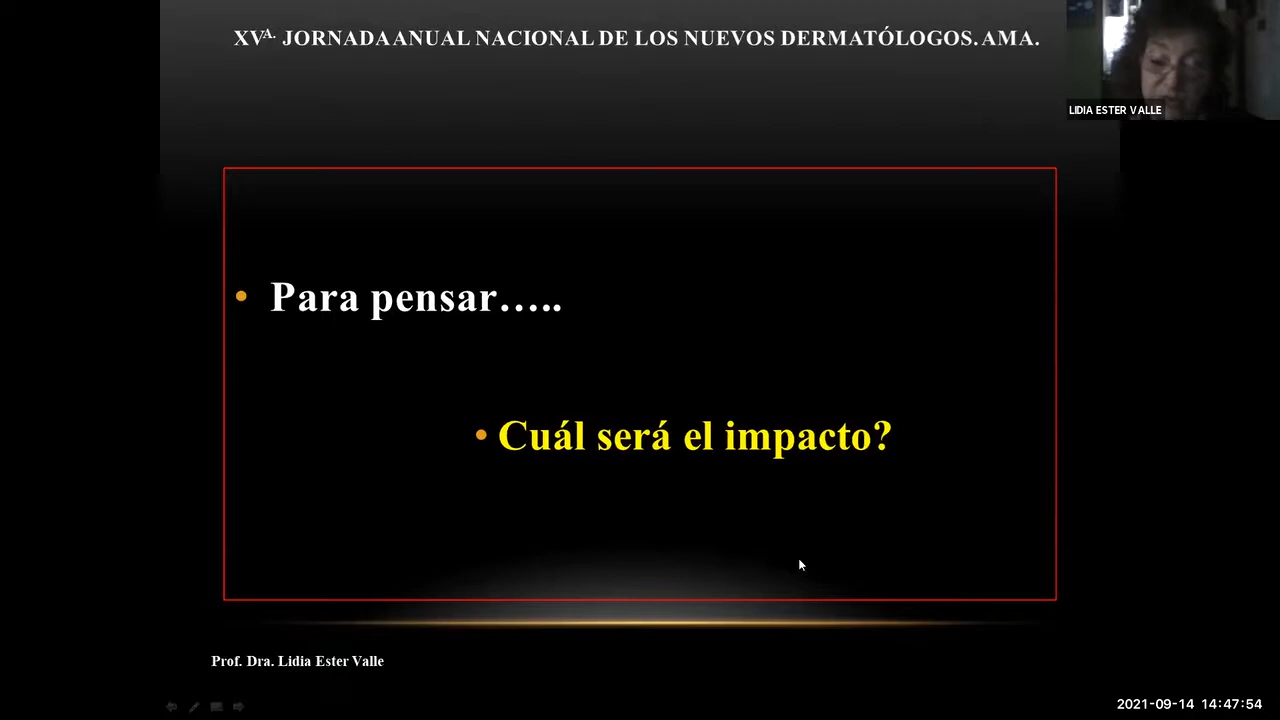 XVA. JORNADA ANUAL NACIONAL DE LOS NUEVOS DERMATÓLOGOS. AMA.
LIDIA ESTER VALLE
• Para pensar…..
• Cuál será el impacto?
Prof. Dra. Lidia Ester Valle
2021-09-14 14:47:54